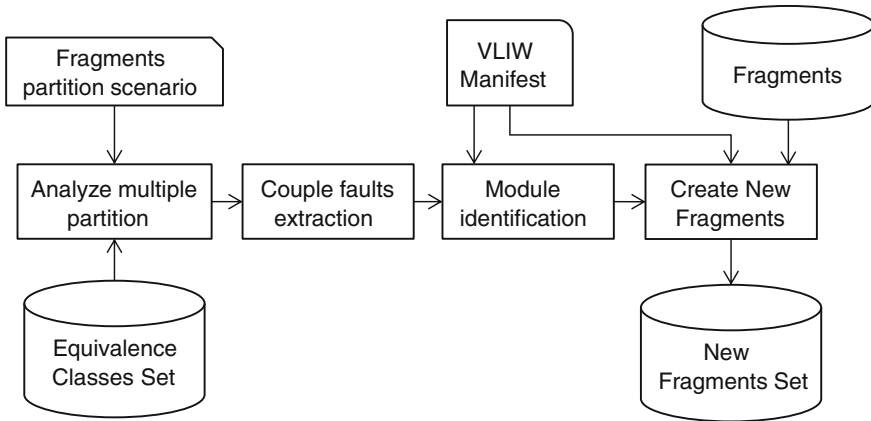 Fragments
partition scenario
VLIW
Manifest
Fragments
Analyze multiple
partition
Couple faults
extraction
Module
identification
Create New
Fragments
Equivalence
Classes Set
New
Fragments Set